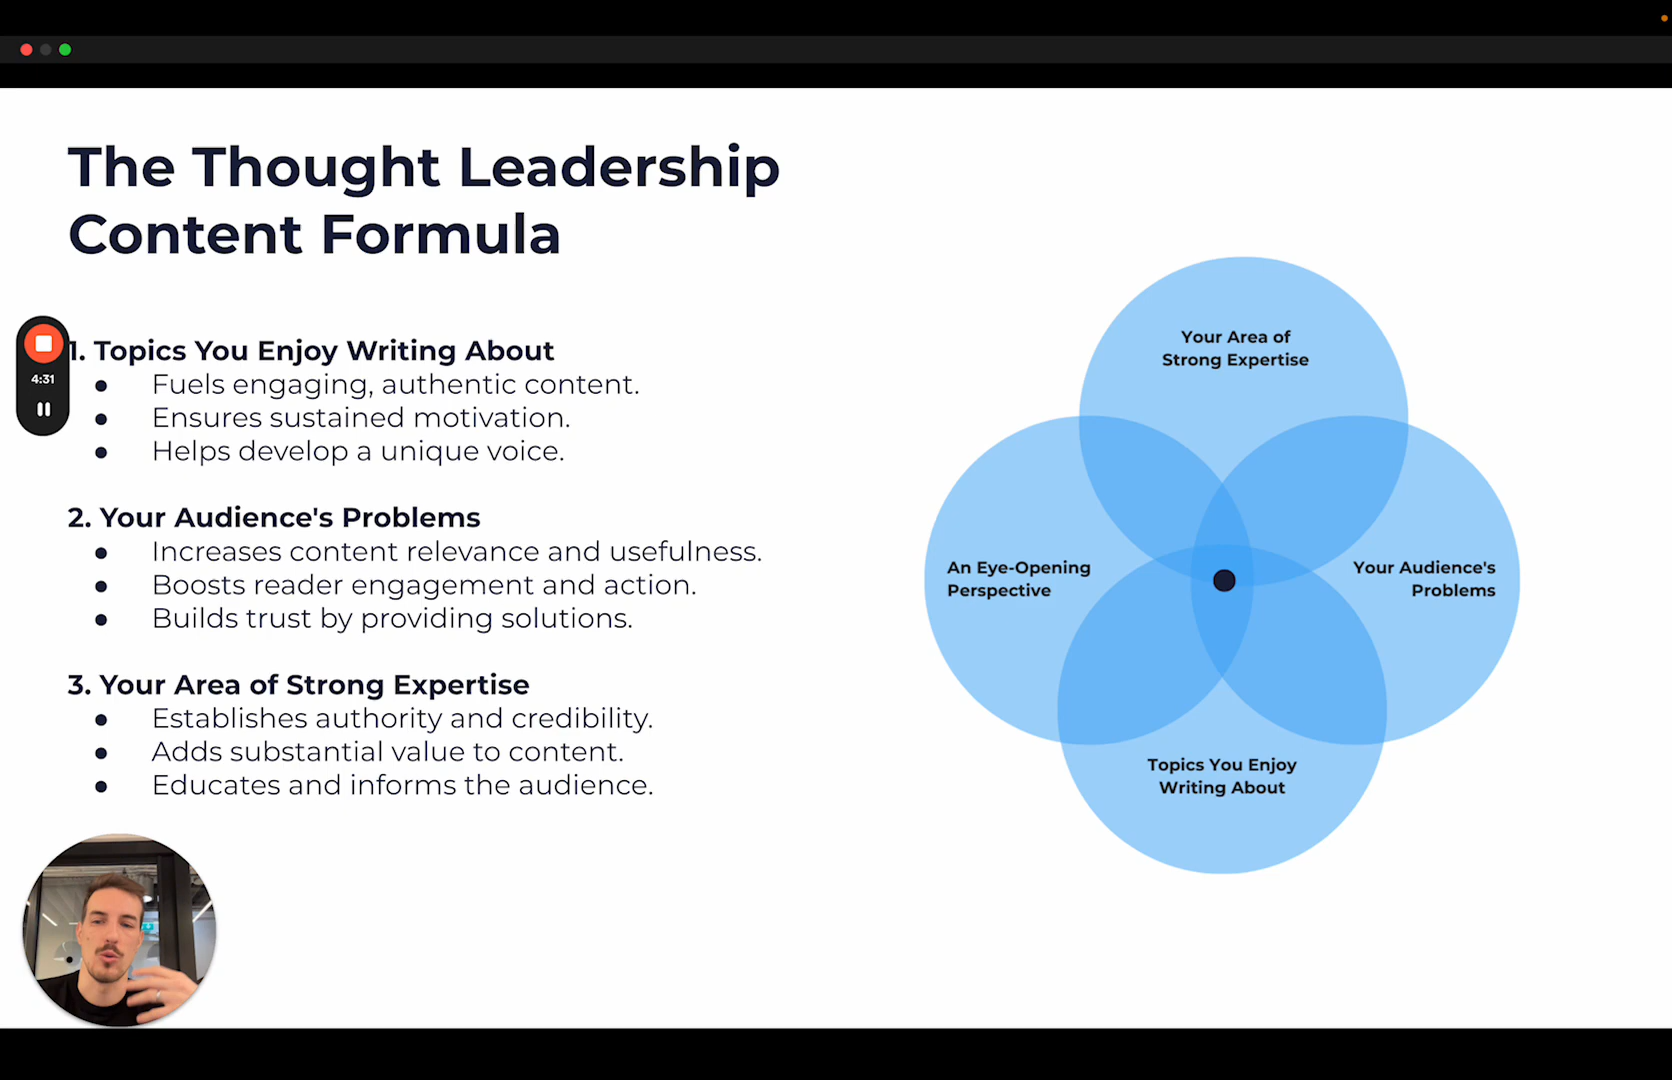 The Thought Leadership
Content Formula
1. Topics You Enjoy Writing About
● Fuels engaging, authentic content.
● Ensures sustained motivation.
● Helps develop a unique voice.
2. Your Audience's Problems
● Increases content relevance and usefulness.
● Boosts reader engagement and action.
● Builds trust by providing solutions.
3. Your Area of Strong Expertise
● Establishes authority and credibility.
● Adds substantial value to content.
● Educates and informs the audience.
4:31
Your Area of
Strong Expertise
An Eye-Opening
Perspective
Your Audience's
Problems
Topics You Enjoy
Writing About